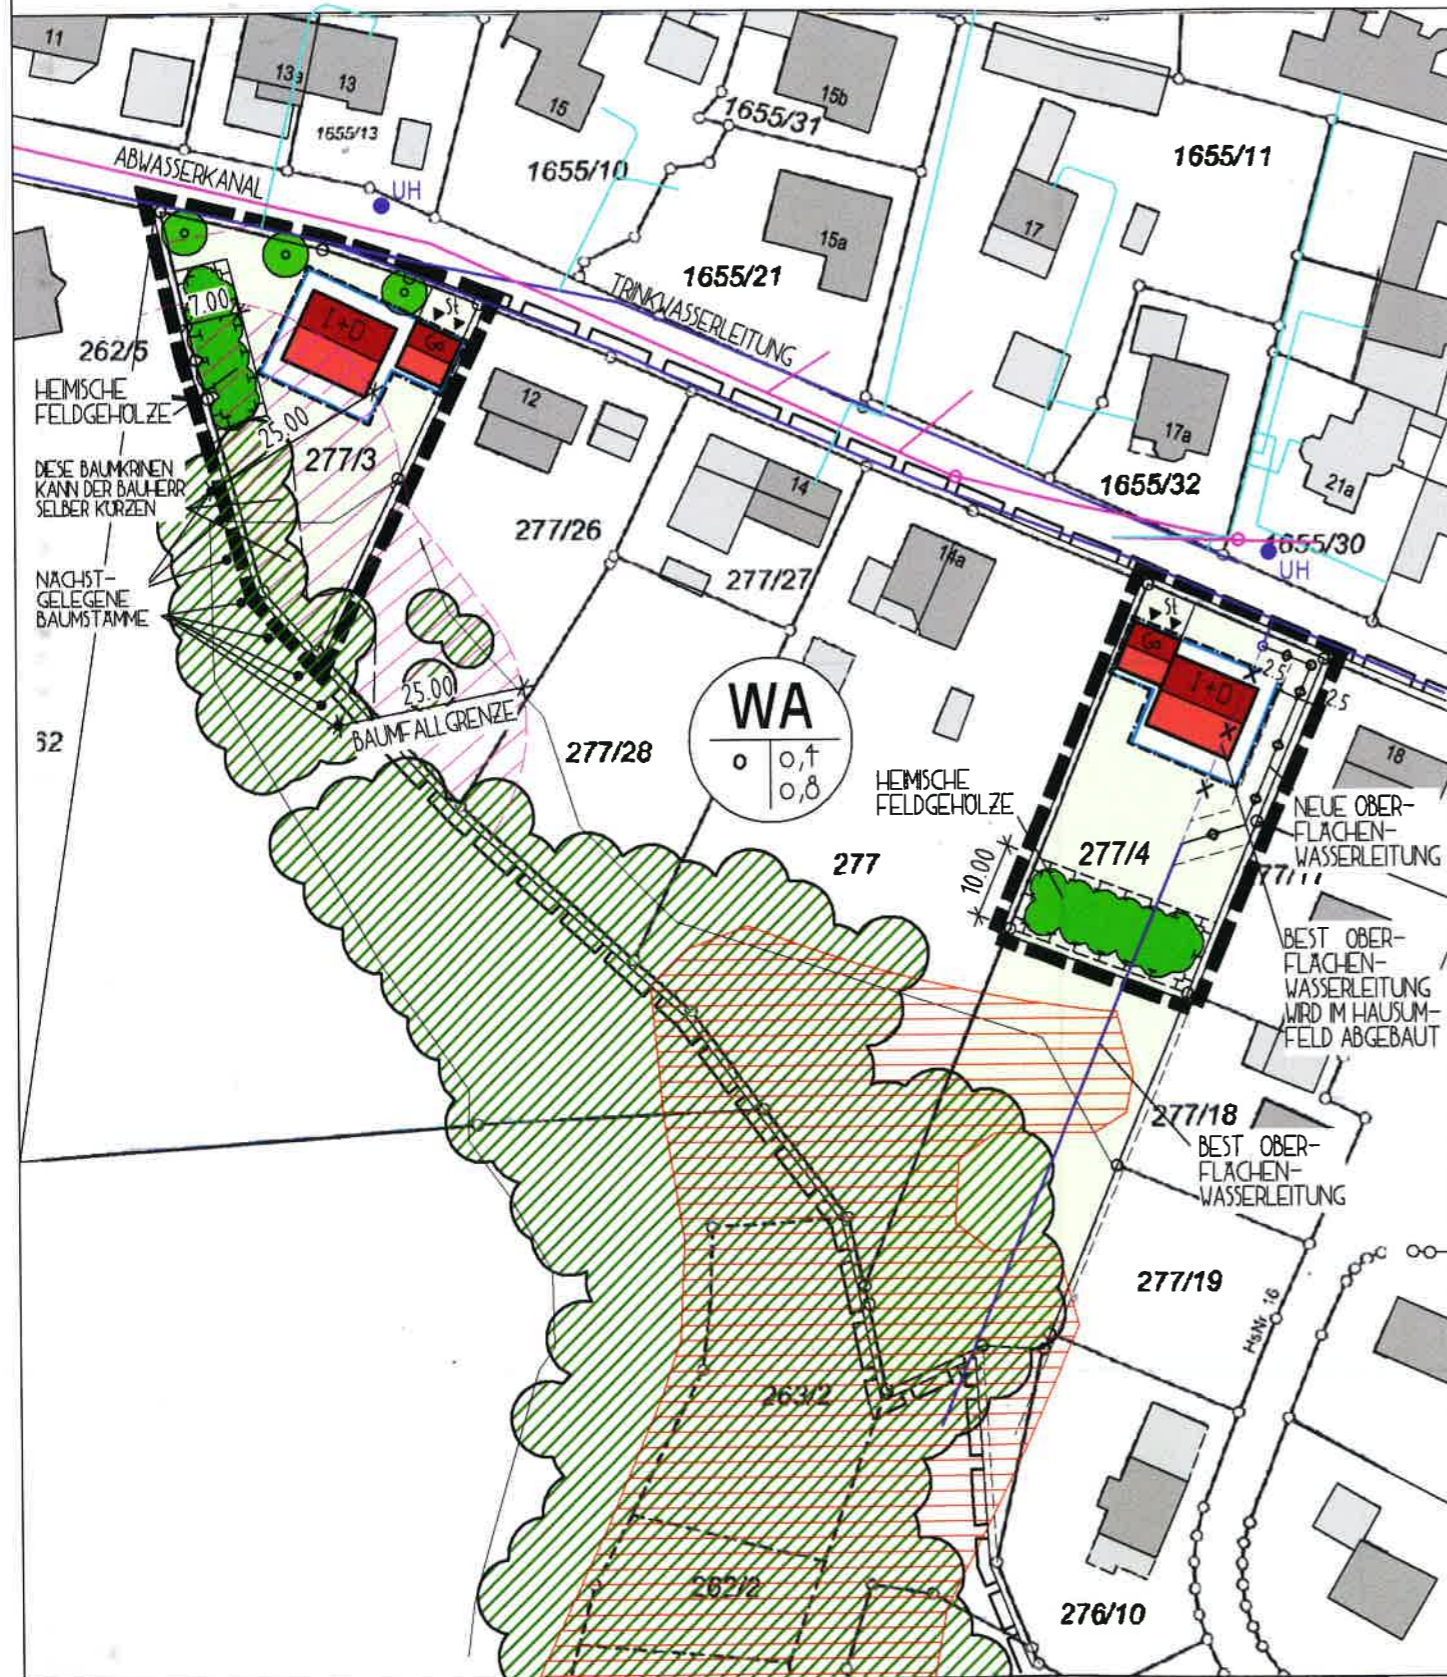 11
13a
13
1655/13
15
15b
1655/31
1655/10
1655/11
ABWASSERKANAL
UH
17
15a
1655/21
TRINKWASSERLEITUNG
St
7.00
I+D
Ga
262/5
HEIMISCHE
FELDGEHÖLZE
12
25.00
277/3
17a
14
1655/32
21a
DIESE BAUMKRINEN
KANN DER BAUHERR
SELBER KÜRZEN
277/26
14a
1655/30
UH
277/27
NÄCHST-
GELEGENE
BAUMSTÄMME
St
Ga
I+D
2.5
2.5
25.00
BAUMFALLGRENZE
WA
o
0,4
0,8
52
277/28
18
HEIMISCHE
FELDGEHÖLZE
NEUE OBER-
FLÄCHEN-
WASSERLEITUNG
277
10.00
277/4
BEST OBER-
FLÄCHEN-
WASSERLEITUNG
WIRD IM HAUSUM-
FELD ABGEBAUT
277/18
BEST OBER-
FLÄCHEN-
WASSERLEITUNG
277/19
HsNr 16
263/2
262/2
276/10